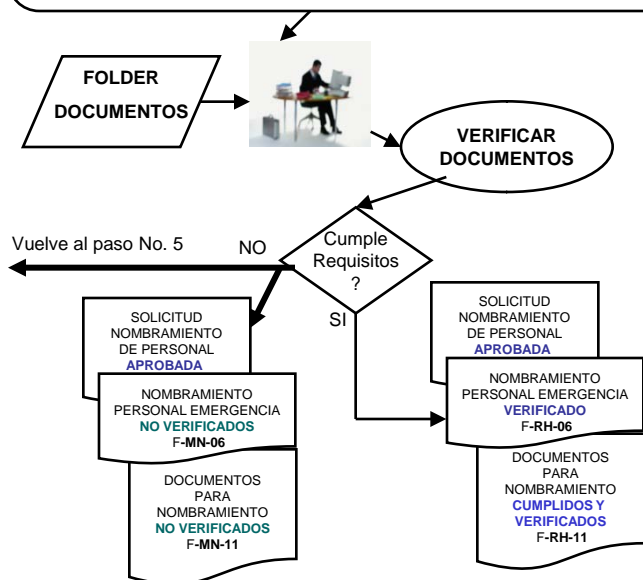 FOLDER
DOCUMENTOS
VERIFICAR
DOCUMENTOS
Vuelve al paso No. 5
NO
Cumple
Requisitos
?
SI
SOLICITUD
NOMBRAMIENTO
DE PERSONAL
APROBADA
NOMBRAMIENTO
PERSONAL EMERGENCIA
NO VERIFICADOS
F-MN-06
DOCUMENTOS
PARA
NOMBRAMIENTO
NO VERIFICADOS
F-MN-11
SOLICITUD
NOMBRAMIENTO
DE PERSONAL
APROBADA
NOMBRAMIENTO
PERSONAL EMERGENCIA
VERIFICADO
F-RH-06
DOCUMENTOS
PARA
NOMBRAMIENTO
CUMPLIDOS Y
VERIFICADOS
F-RH-11